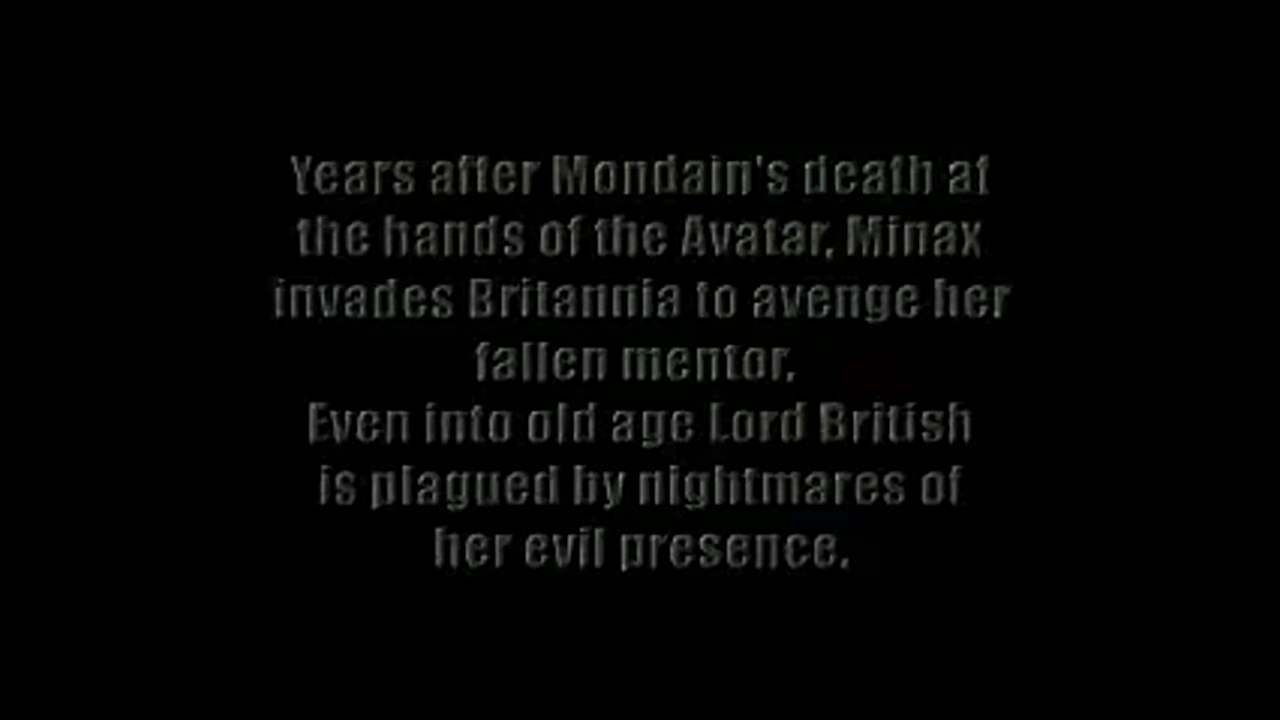 Years after Mondain's death at
the hands of the Avatar, Minax
invades Britannia to avenge her
fallen mentor.
Even into old age Lord British
is plagued by nightmares of
her evil presence.